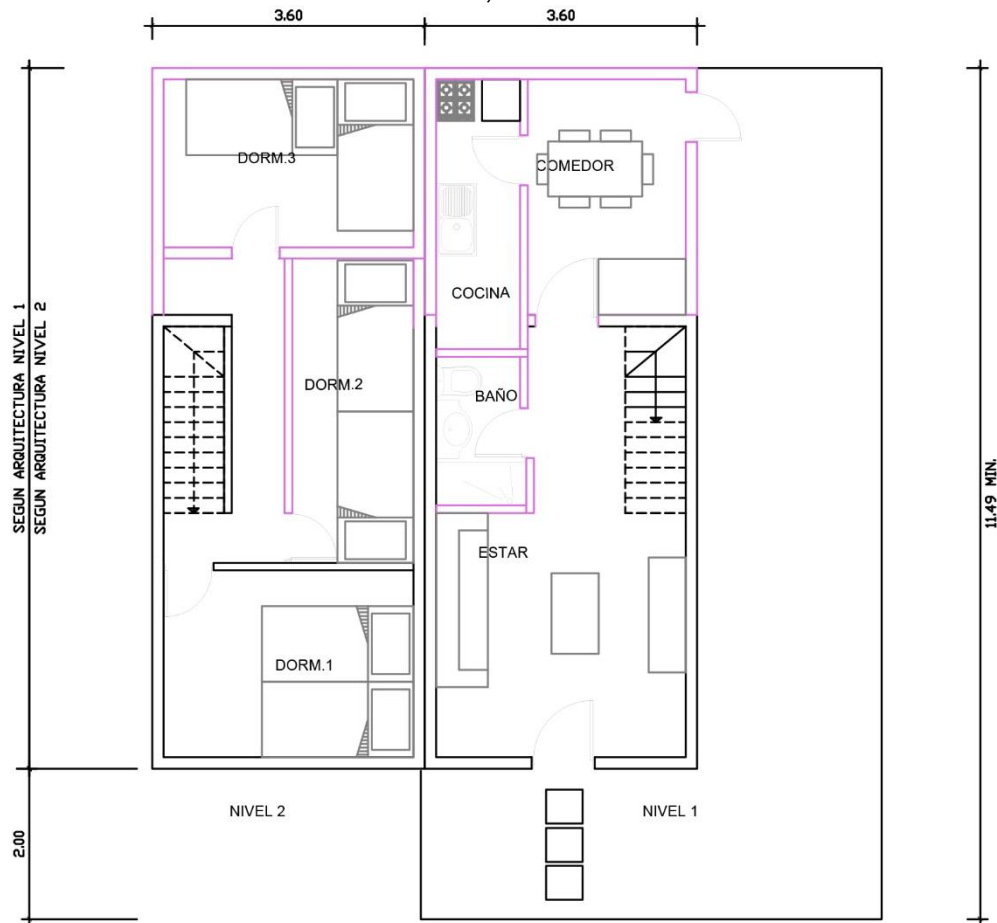 3.60
3.60
DORM.3
COMEDOR
COCINA
SEGUN ARQUITECTURA NIVEL 1
SEGUN ARQUITECTURA NIVEL 2
DORM.2
BAÑO
11.49 MIN.
ESTAR
DORM.1
NIVEL 2
NIVEL 1
2.00